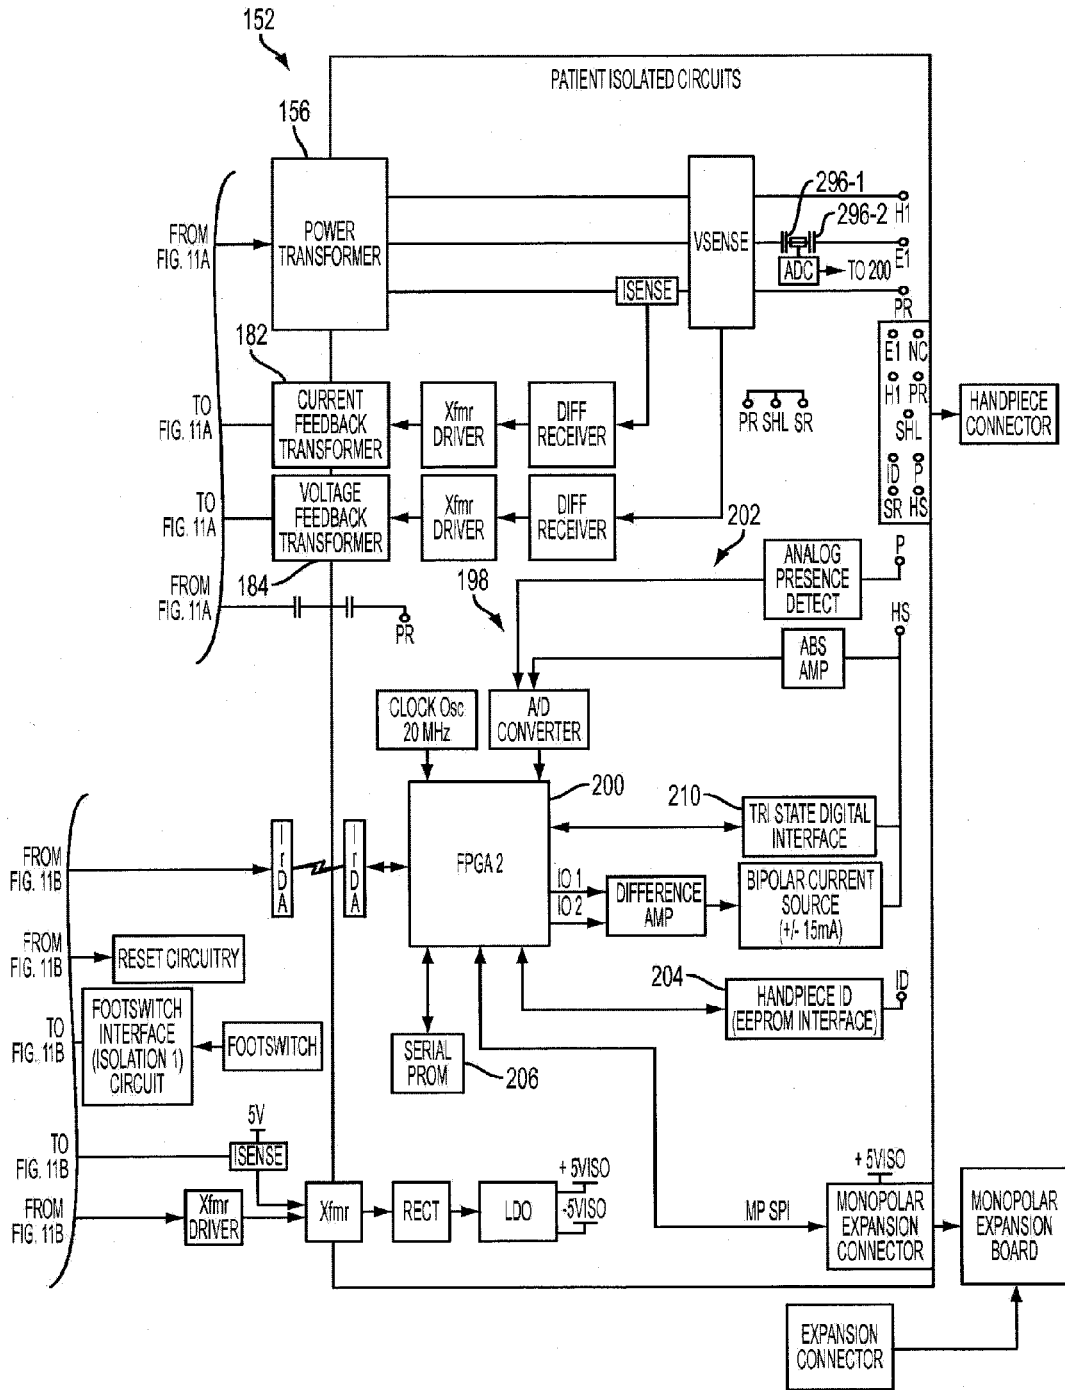 152
PATIENT ISOLATED CIRCUITS
156
POWER
TRANSFORMER
FROM
FIG. 11A
VSENSE
296-1
296-2
H1
E1
ADC
TO 200
ISENSE
PR
182
CURRENT
FEEDBACK
TRANSFORMER
TO
FIG. 11A
Xfmr
DRIVER
DIFF
RECEIVER
PR SHL SR
E1 NC
H1 PR
SHL
ID P
SR HS
HANDPIECE
CONNECTOR
VOLTAGE
FEEDBACK
TRANSFORMER
TO
FIG. 11A
Xfmr
DRIVER
DIFF
RECEIVER
202
184
FROM
FIG. 11A
PR
198
ANALOG
PRESENCE
DETECT
P
HS
ABS
AMP
CLOCK Osc.
20 MHz
A/D
CONVERTER
200
FPGA 2
210
TRI STATE DIGITAL
INTERFACE
FROM
FIG. 11B
IrDA
IrDA
IO 1
IO 2
DIFFERENCE
AMP
BIPOLAR CURRENT
SOURCE
(+/- 15mA)
FROM
FIG. 11B
RESET CIRCUITRY
204
HANDPIECE ID
(EEPROM INTERFACE)
ID
TO
FIG. 11B
FOOTSWITCH
INTERFACE
(ISOLATION 1)
CIRCUIT
FOOTSWITCH
SERIAL
PROM
206
5V
TO
FIG. 11B
ISENSE
FROM
FIG. 11B
Xfmr
DRIVER
Xfmr
RECT
LDO
+ 5VISO
-5VISO
MP SPI
+ 5VISO
MONOPOLAR
EXPANSION
CONNECTOR
MONOPOLAR
EXPANSION
BOARD
EXPANSION
CONNECTOR